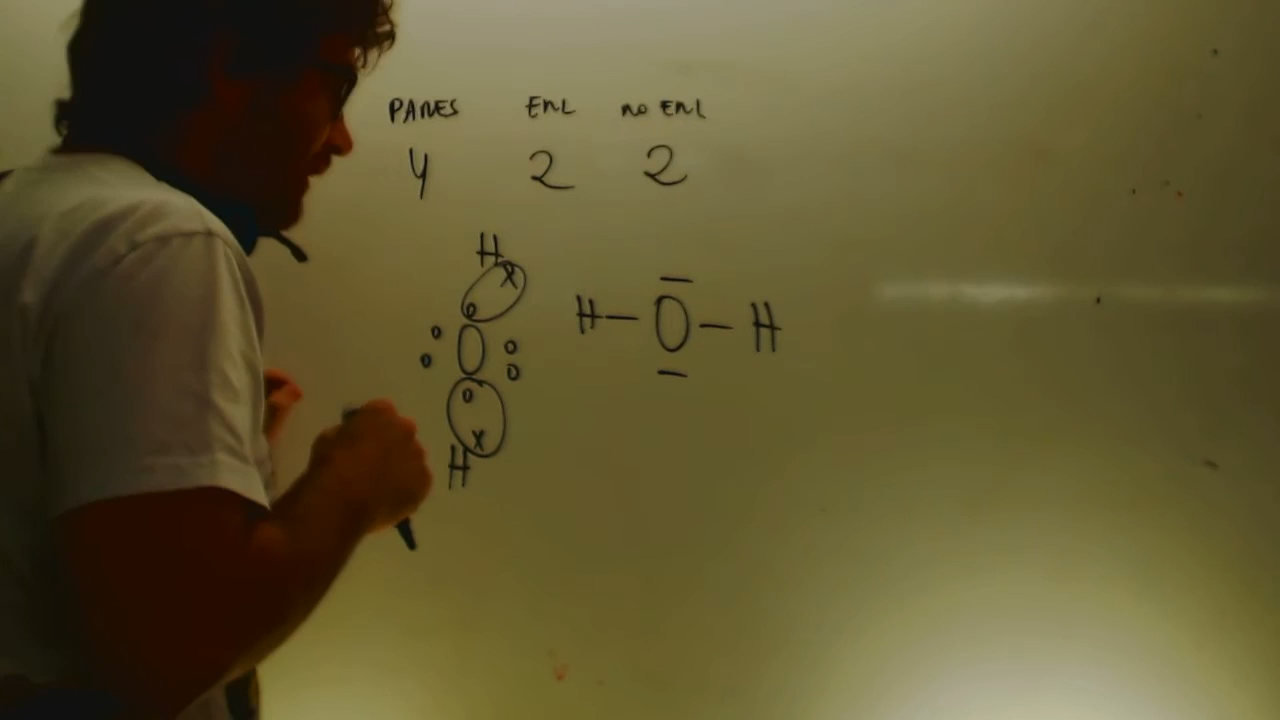 PARES ENL no ENL
4 2 2
H
x
o
o O o
o o
o
x
H
H — O — H